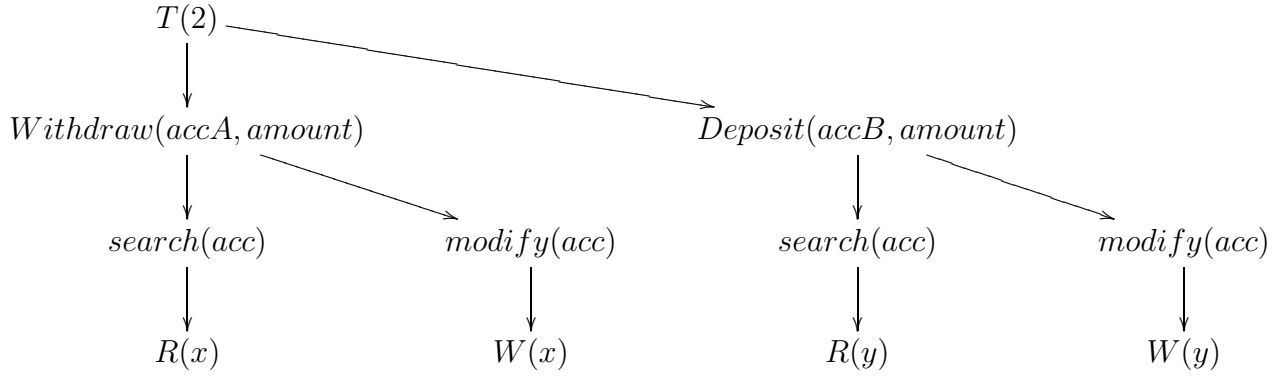 T(2)
Withdraw(accA, amount) Deposit(accB, amount)
search(acc) modify(acc) search(acc) modify(acc)
R(x) W(x) R(y) W(y)